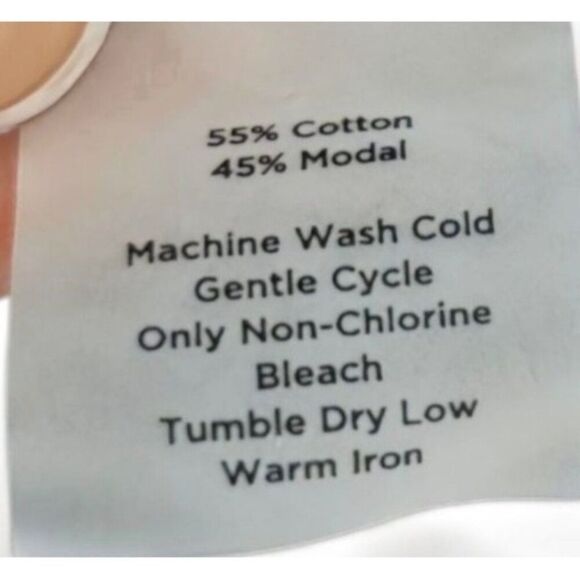 55% Cotton
45% Modal
Machine Wash Cold
Gentle Cycle
Only Non-Chlorine
Bleach
Tumble Dry Low
Warm Iron